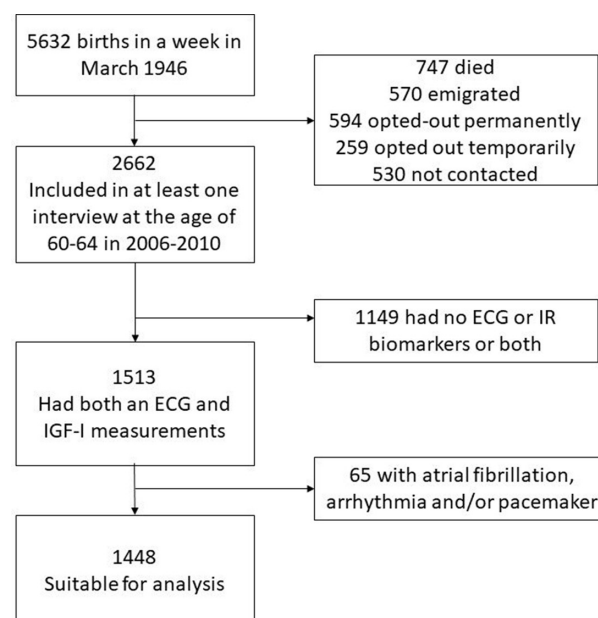 5632 births in a week in
March 1946
747 died
570 emigrated
594 opted-out permanently
259 opted out temporarily
530 not contacted
2662
Included in at least one
interview at the age of
60-64 in 2006-2010
1149 had no ECG or IR
biomarkers or both
1513
Had both an ECG and
IGF-I measurements
65 with atrial fibrillation,
arrhythmia and/or pacemaker
1448
Suitable for analysis